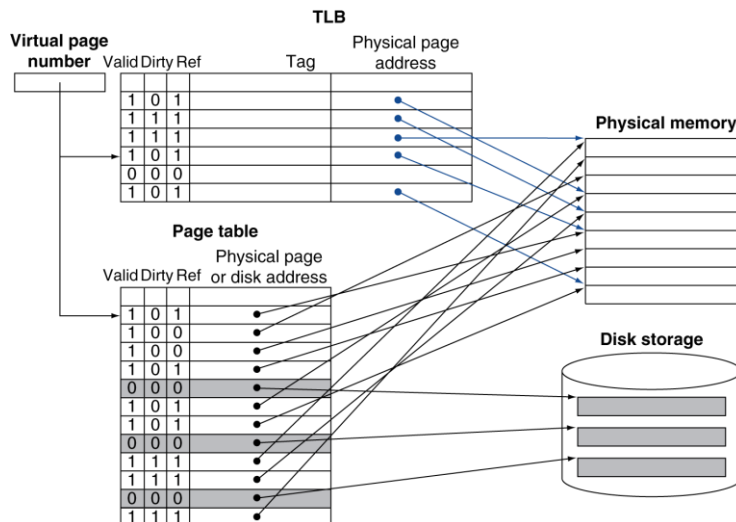 TLB
Virtual page
number
Valid Dirty Ref
Tag
Physical page
address
1 0 1
1 1 1
1 1 1
1 0 1
0 0 0
1 0 1
Physical memory
Page table
Valid Dirty Ref
Physical page
or disk address
1 0 1
1 0 0
1 0 0
1 0 1
0 0 0
1 0 1
1 0 1
0 0 0
1 1 1
1 1 1
0 0 0
1 1 1
Disk storage